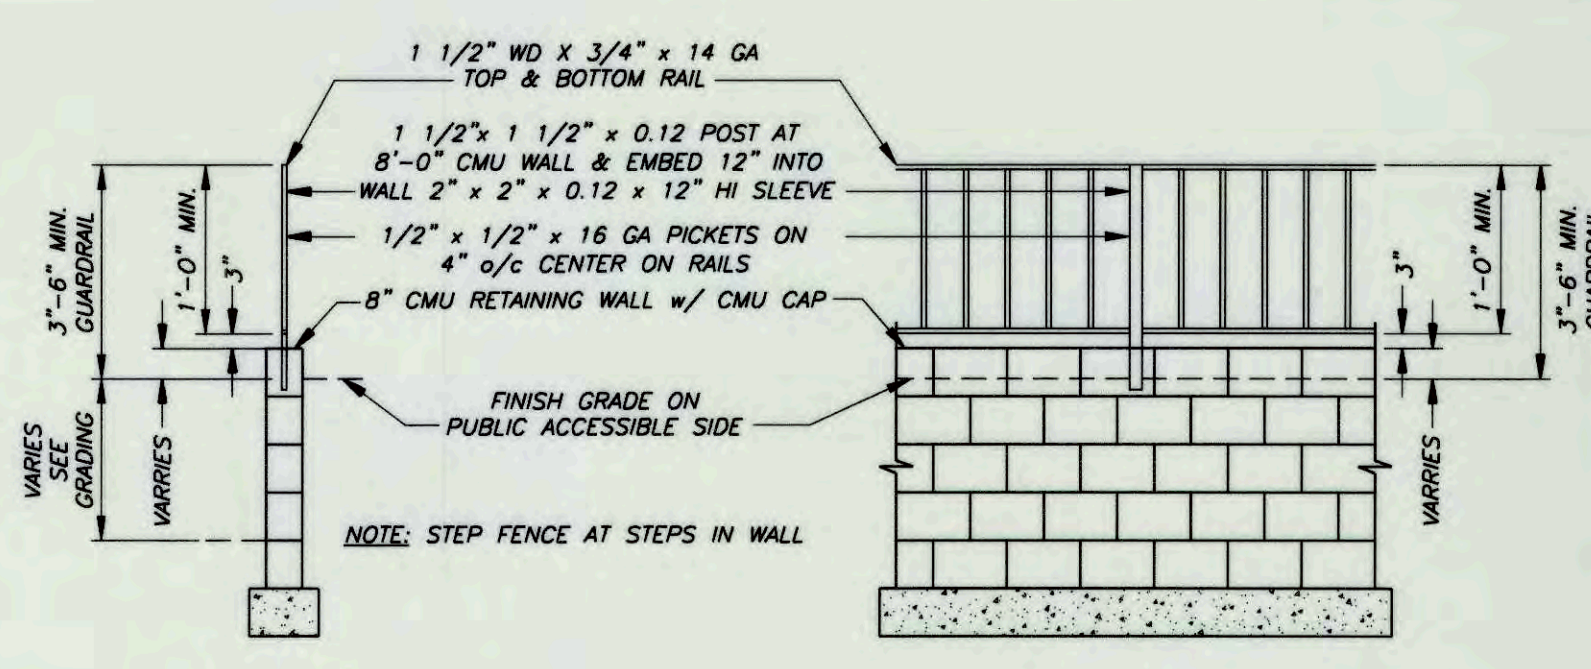 1 1/2" WD X 3/4" x 14 GA
TOP & BOTTOM RAIL
1 1/2"x 1 1/2" x 0.12 POST AT
8'-0" CMU WALL & EMBED 12" INTO
WALL 2" x 2" x 0.12 x 12" HI SLEEVE
1/2" x 1/2" x 16 GA PICKETS ON
4" o/c CENTER ON RAILS
8" CMU RETAINING WALL w/ CMU CAP
FINISH GRADE ON
PUBLIC ACCESSIBLE SIDE
NOTE: STEP FENCE AT STEPS IN WALL
3"-6" MIN.
GUARDRAIL
1'-0" MIN.
3"
VARIES
SEE
GRADING
VARRIES
3"
1'-0" MIN.
3"-6" MIN.
VARRIES